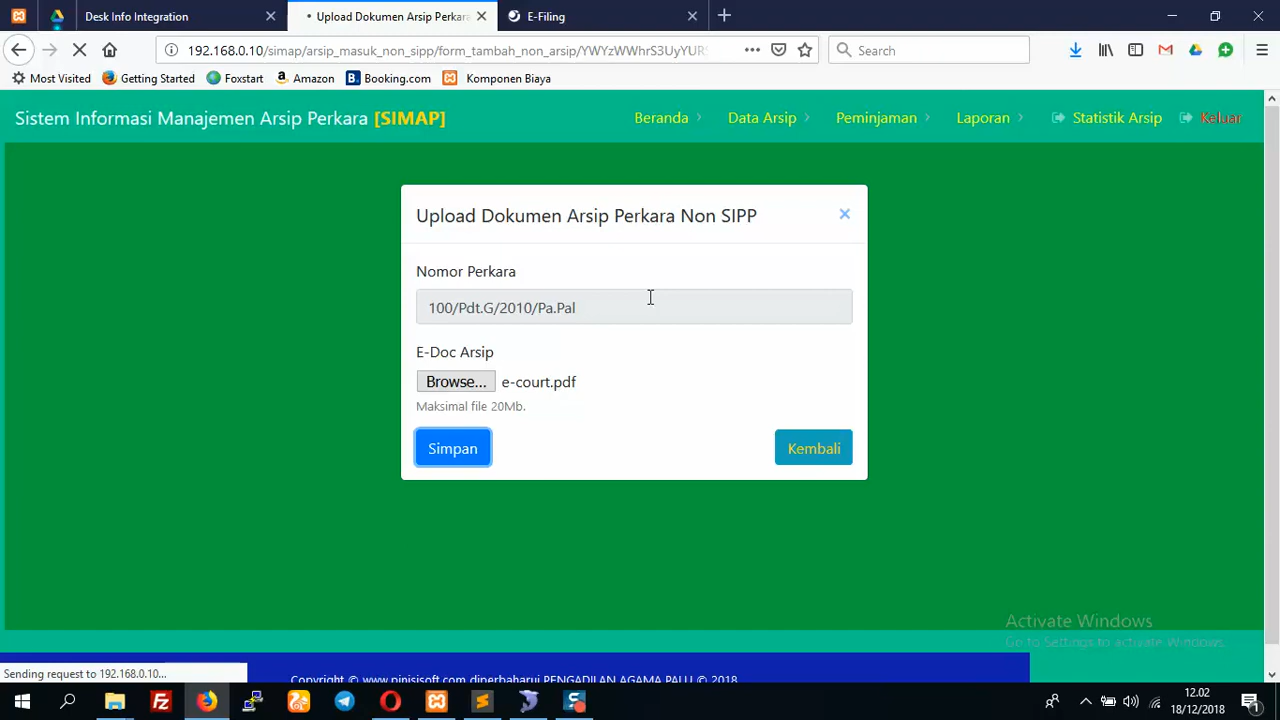 Desk Info Integration
Upload Dokumen Arsip Perkara
E-Filing
192.168.0.10/simap/arsip_masuk_non_sipp/form_tambah_non_arsip/YWYzWWhrS3UyYUR
Search
Most Visited
Getting Started
Foxstart
Amazon
Booking.com
Komponen Biaya
Sistem Informasi Manajemen Arsip Perkara [SIMAP]
Beranda
Data Arsip
Peminjaman
Laporan
Statistik Arsip
Keluar
Upload Dokumen Arsip Perkara Non SIPP
Nomor Perkara
100/Pdt.G/2010/Pa.Pal
E-Doc Arsip
Browse... e-court.pdf
Maksimal file 20Mb.
Simpan
Kembali
Activate Windows
Go to Settings to activate Windows.
Sending request to 192.168.0.10...
Copyright © www.pipisisoft.com diperbaharui PENGADILAN AGAMA PALU © 2018
12.02
18/12/2018